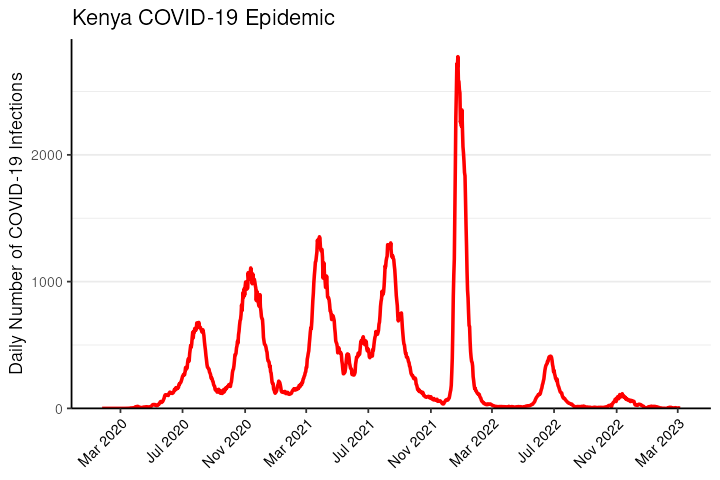 Kenya COVID-19 Epidemic
Daily Number of COVID-19 Infections
2000
1000
0
Mar 2020
Jul 2020
Nov 2020
Mar 2021
Jul 2021
Nov 2021
Mar 2022
Jul 2022
Nov 2022
Mar 2023